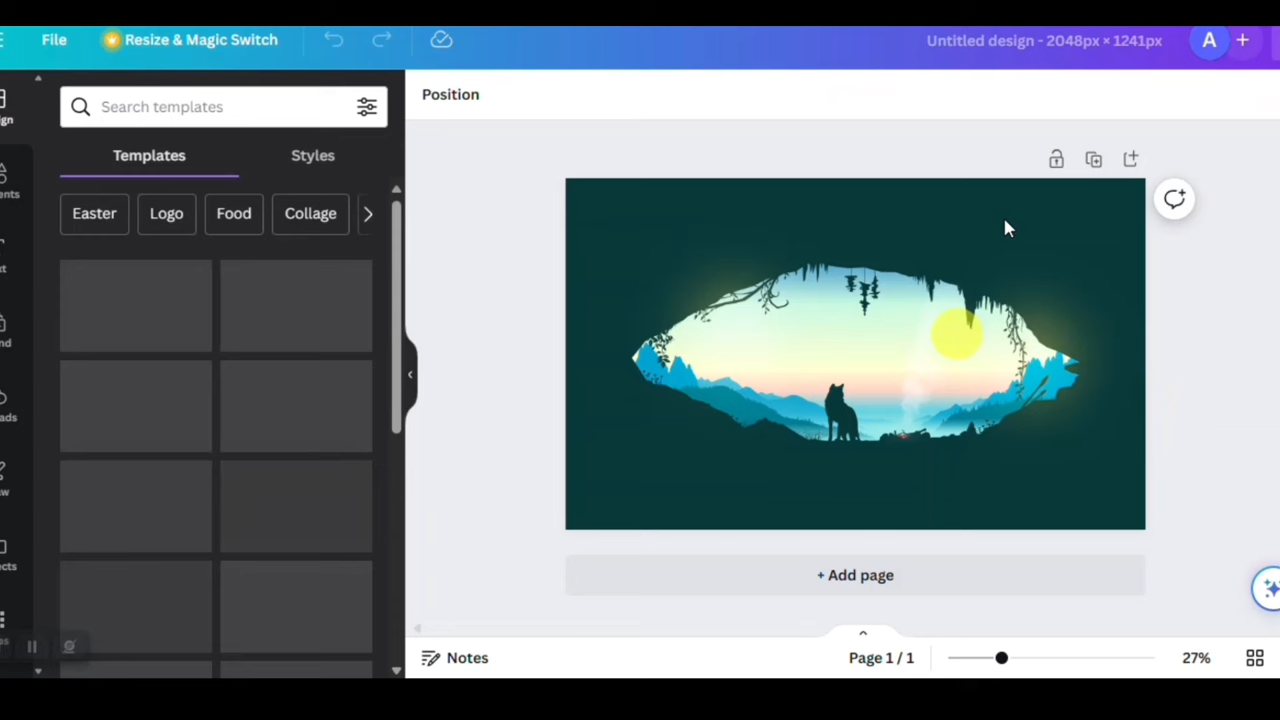 File
Resize & Magic Switch
Untitled design - 2048px × 1241px
A
Search templates
Position
Templates
Styles
Easter
Logo
Food
Collage
+ Add page
Notes
Page 1 / 1
27%